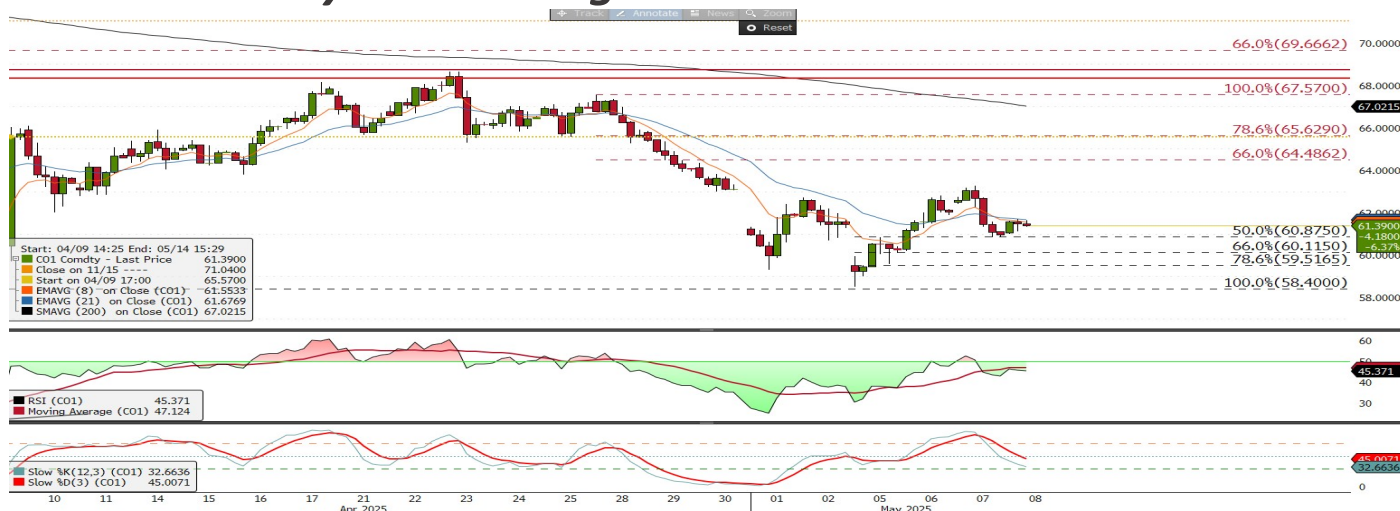 Track Annotate News Zoom
Reset
66.0%(69.6662)
100.0%(67.5700)
78.6%(65.6290)
66.0%(64.4862)
50.0%(60.8750)
66.0%(60.1150)
78.6%(59.5165)
100.0%(58.4000)
70.0000
68.0000
67.0215
66.0000
64.0000
62.0000
61.3900
-4.1800
-6.37%
60.0000
58.0000
Start: 04/09 14:25 End: 05/14 15:29
CO1 Comdty - Last Price 61.3900
Close on 11/15 ---- 71.0400
Start on 04/09 17:00 65.5700
EMAVG (8) on Close (CO1) 61.5533
EMAVG (21) on Close (CO1) 61.6769
SMAVG (200) on Close (CO1) 67.0215
60
50
45.371
40
30
RSI (CO1) 45.371
Moving Average (CO1) 47.124
Slow %K(12,3) (CO1) 32.6636
Slow %D(3) (CO1) 45.0071
45.0071
32.6636
0
10 11 14 15 16 17 21 22 23 24 25 28 29 30 01 02 05 06 07 08
Apr 2025 May 2025